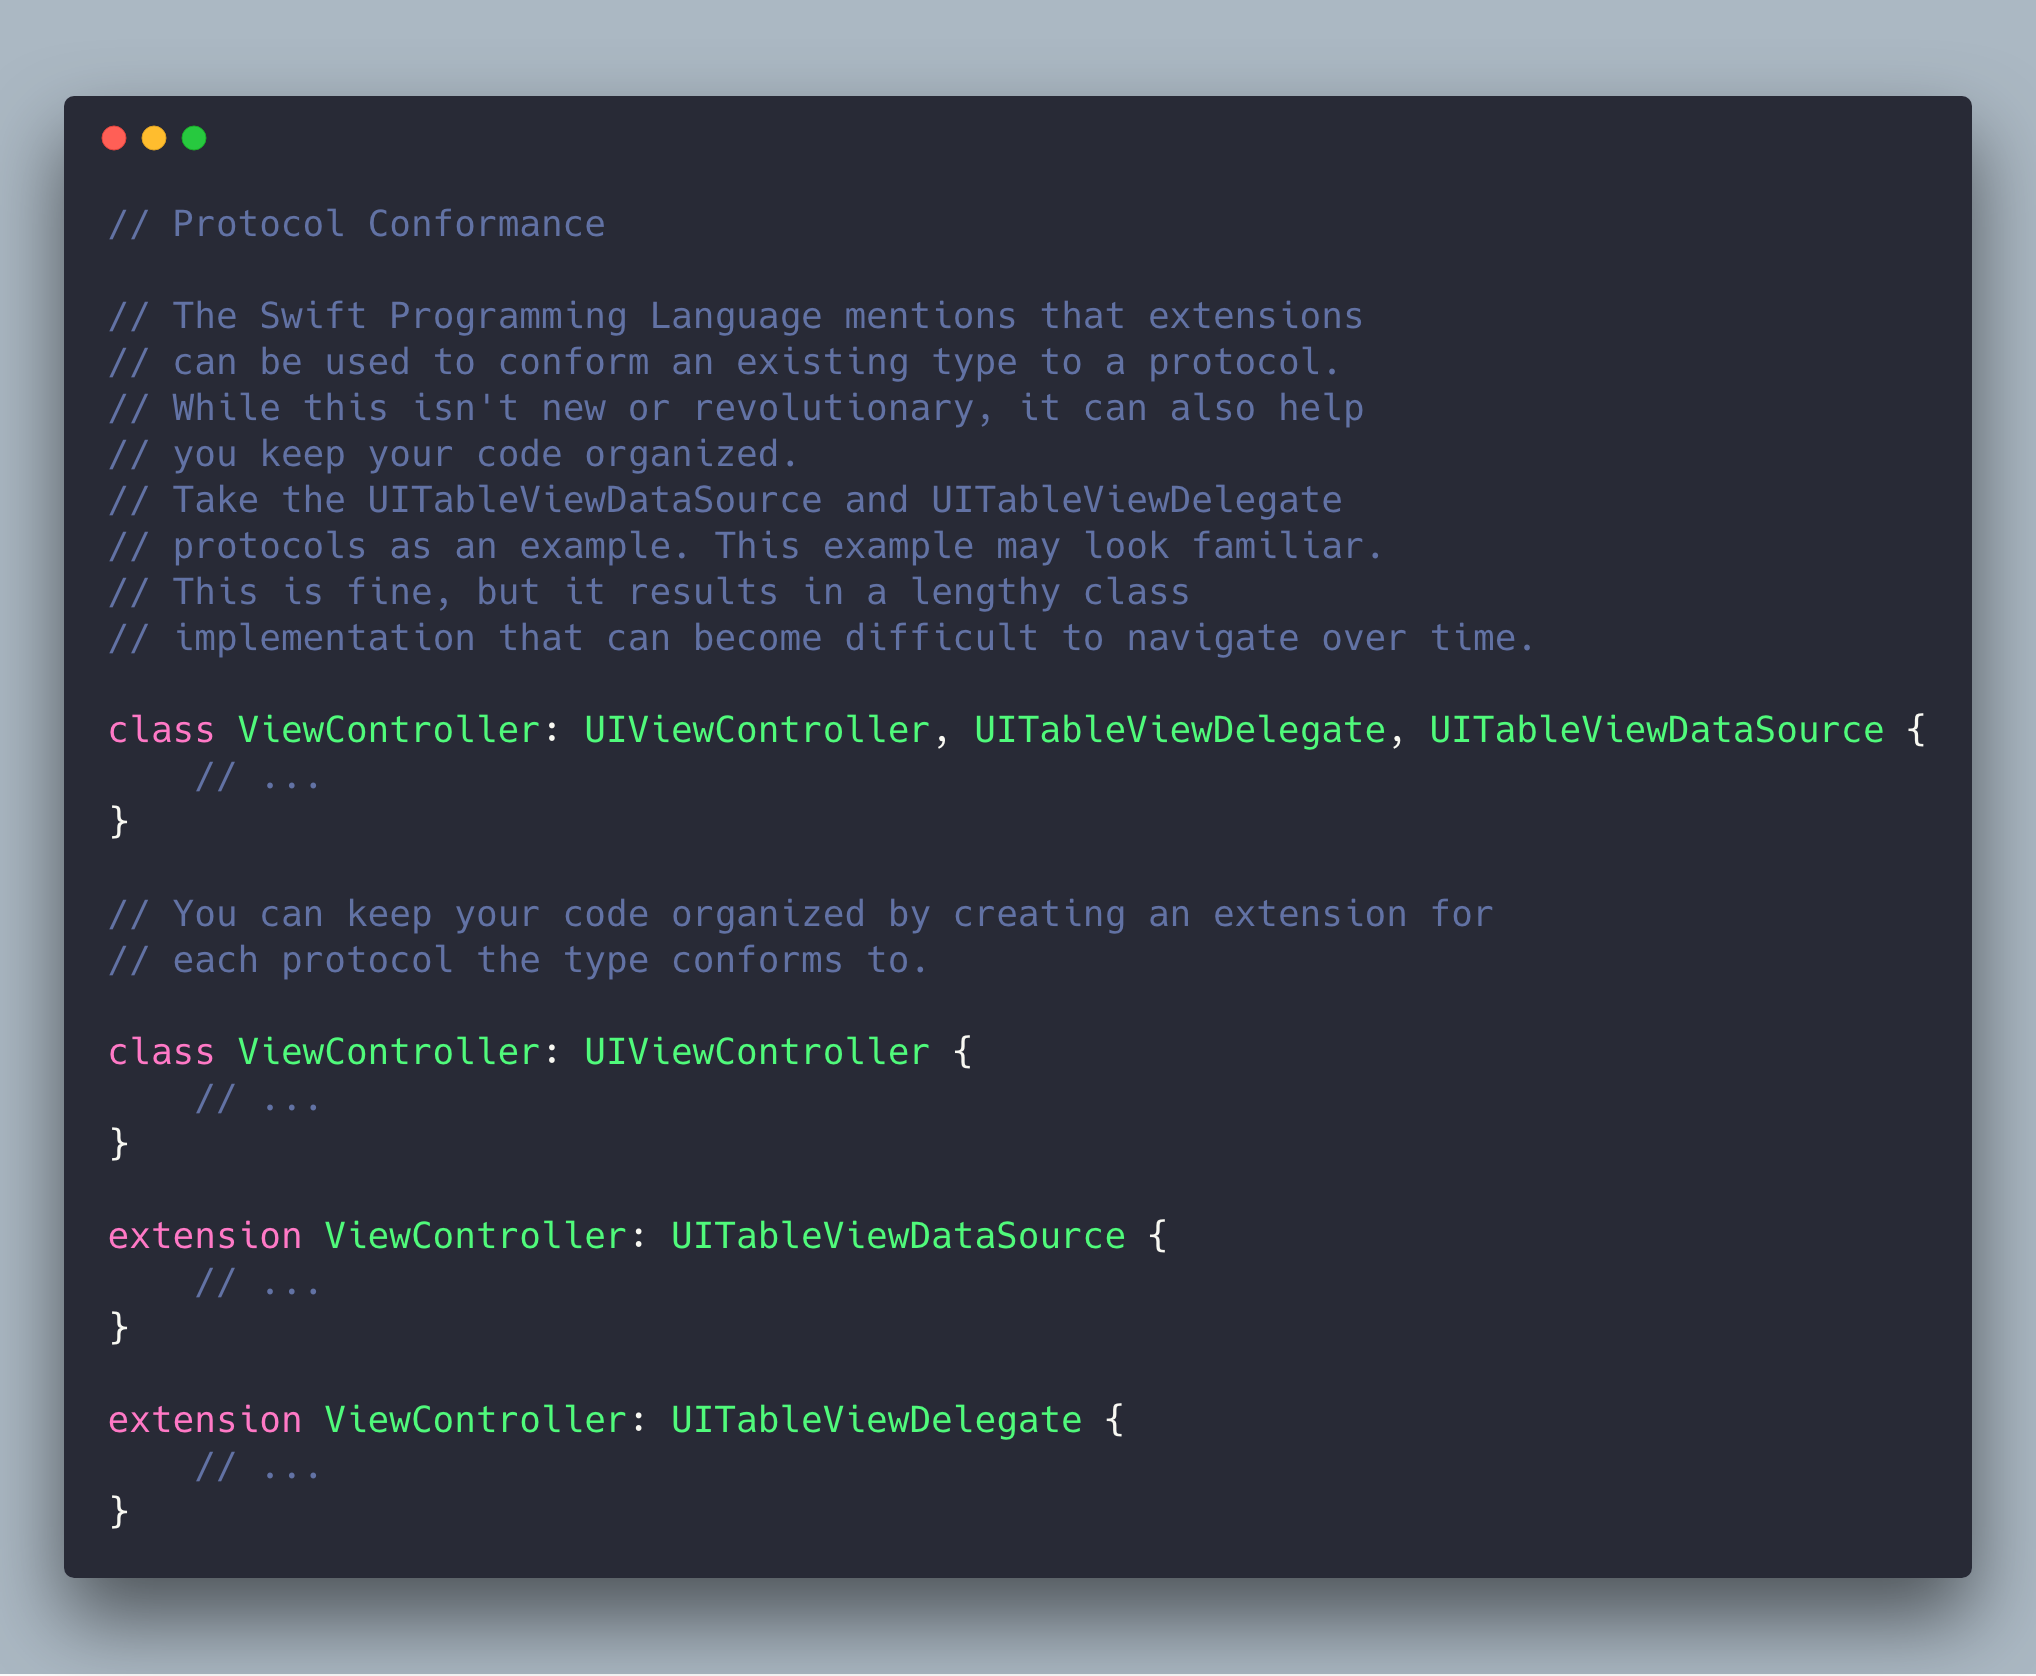 // Protocol Conformance
// The Swift Programming Language mentions that extensions
// can be used to conform an existing type to a protocol.
// While this isn't new or revolutionary, it can also help
// you keep your code organized.
// Take the UITableViewDataSource and UITableViewDelegate
// protocols as an example. This example may look familiar.
// This is fine, but it results in a lengthy class
// implementation that can become difficult to navigate over time.
class ViewController: UIViewController, UITableViewDelegate, UITableViewDataSource {
    // ...
}
// You can keep your code organized by creating an extension for
// each protocol the type conforms to.
class ViewController: UIViewController {
    // ...
}
extension ViewController: UITableViewDataSource {
    // ...
}
extension ViewController: UITableViewDelegate {
    // ...
}